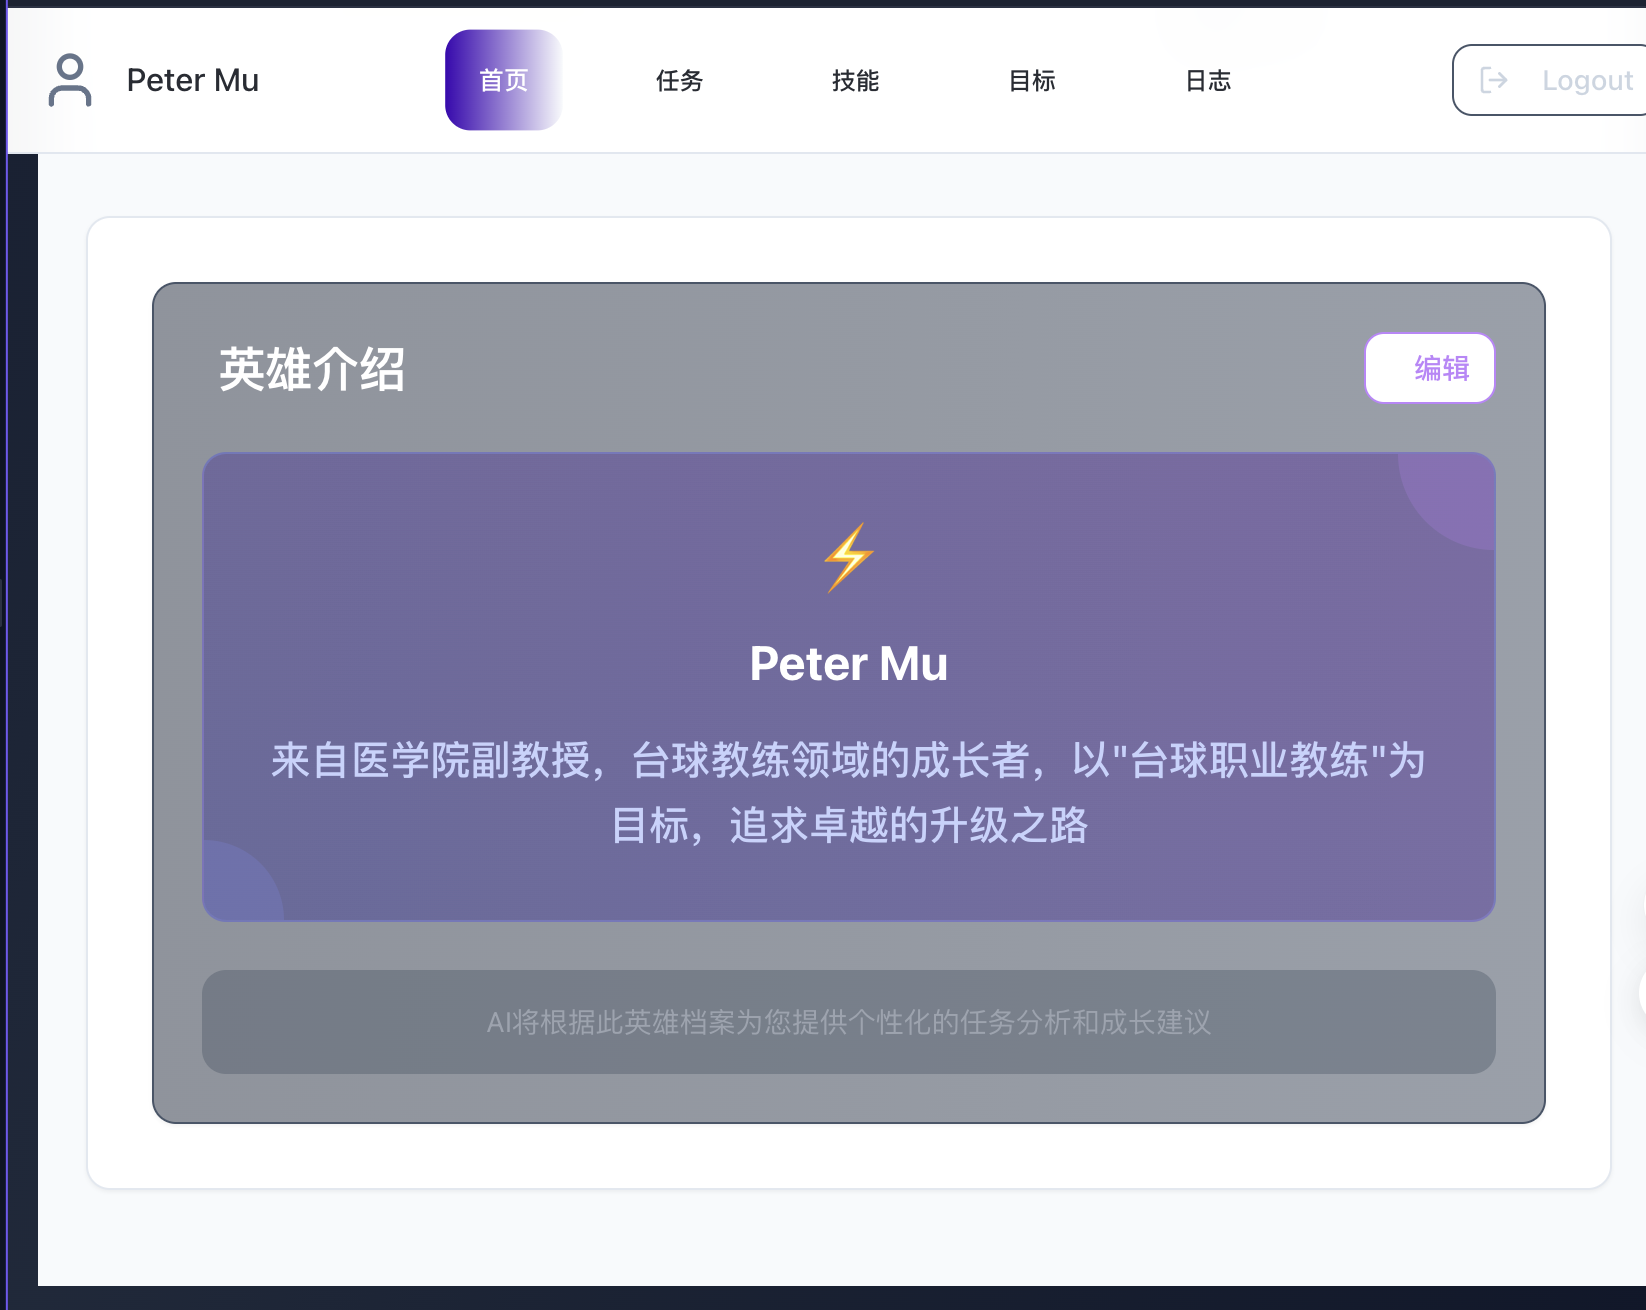 Peter Mu
首页
任务
技能
目标
日志
Logout
英雄介绍
编辑
Peter Mu
来自医学院副教授，台球教练领域的成长者，以"台球职业教练"为
目标，追求卓越的升级之路
AI将根据此英雄档案为您提供个性化的任务分析和成长建议